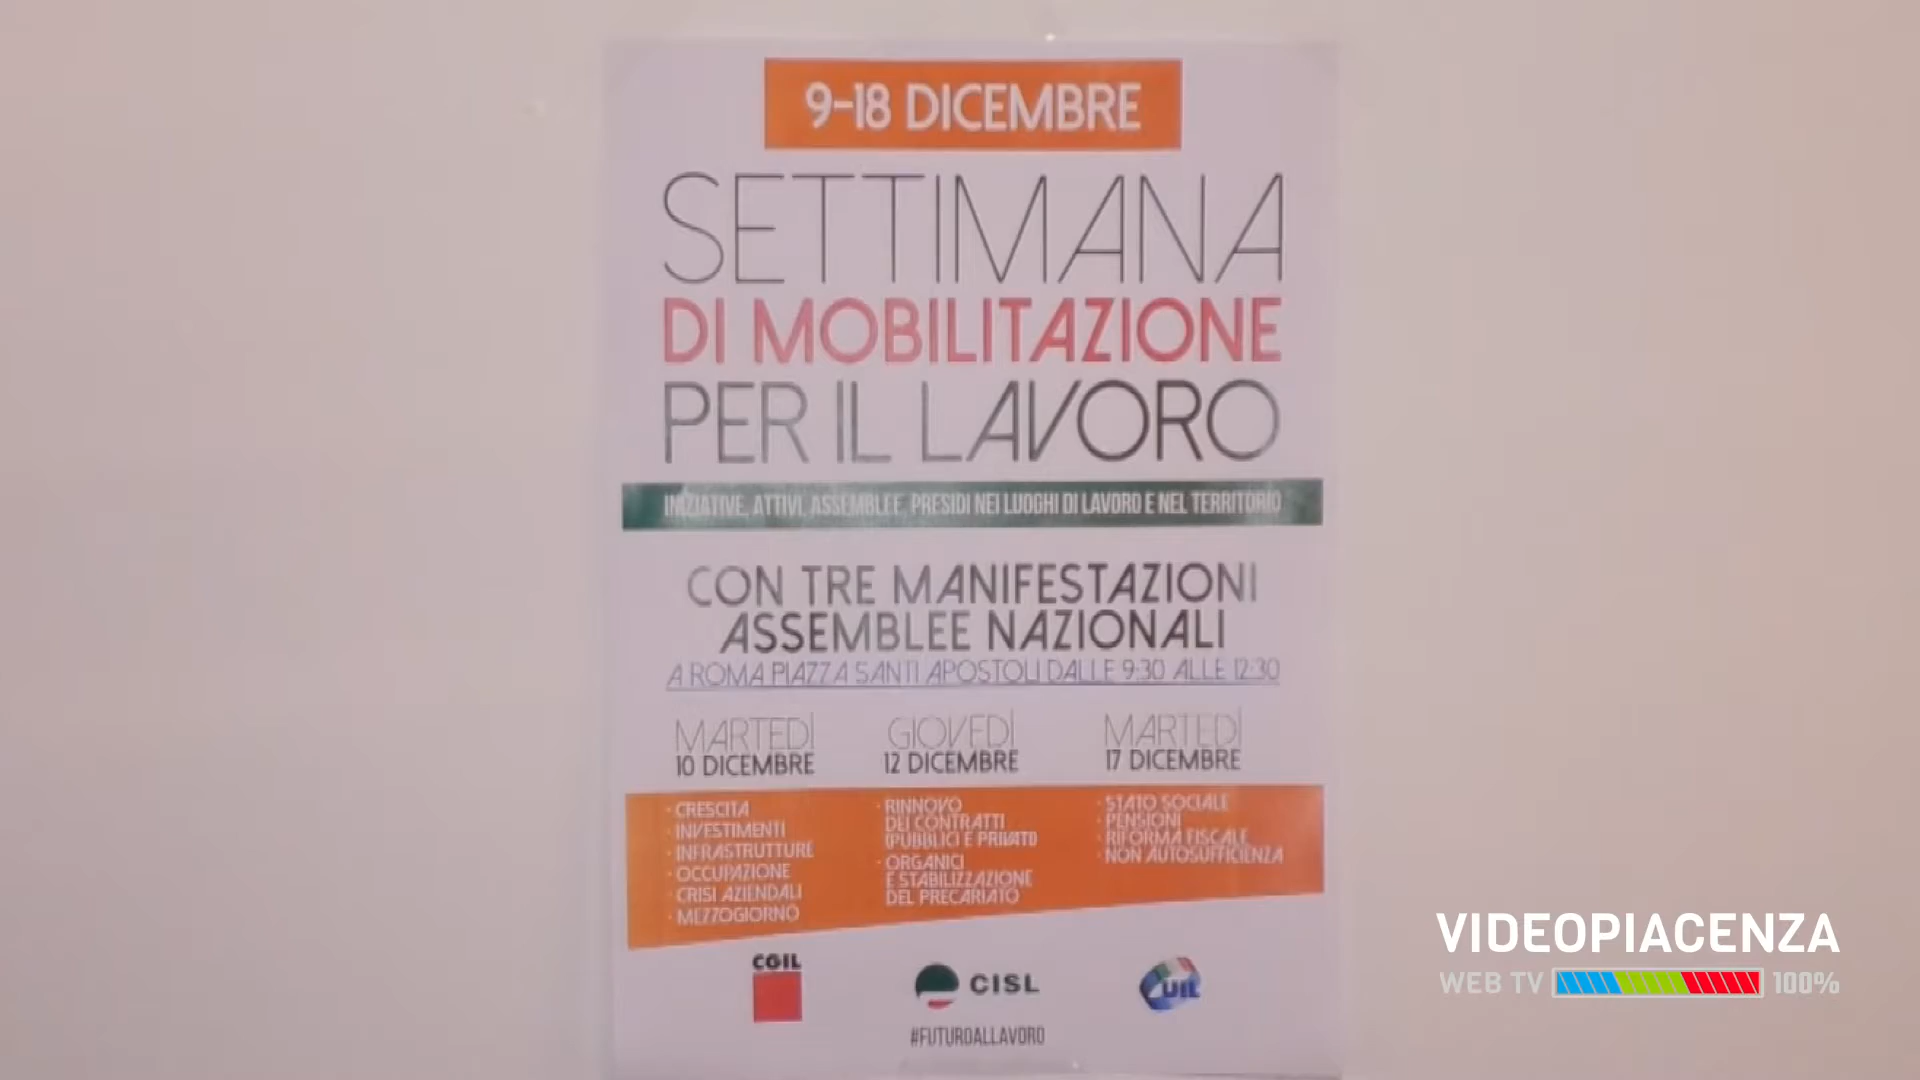 9-18 DICEMBRE
SETTIMANA
DI MOBILITAZIONE
PER IL LAVORO
INIZIATIVE, ATTIVI, ASSEMBLEE, PRESIDI NEI LUOGHI DI LAVORO E NEL TERRITORIO
CON TRE MANIFESTAZIONI
ASSEMBLEE NAZIONALI
A ROMA PIAZZA SANTI APOSTOLI DALLE 9:30 ALLE 12:30
MARTEDÌ
10 DICEMBRE
• CRESCITA
• INVESTIMENTI
• INFRASTRUTTURE
• OCCUPAZIONE
• CRISI AZIENDALI
• MEZZOGIORNO
GIOVEDÌ
12 DICEMBRE
• RINNOVO
DEI CONTRATTI
(PUBBLICI E PRIVATI)
• ORGANICI
E STABILIZZAZIONE
DEL PRECARIATO
MARTEDÌ
17 DICEMBRE
• STATO SOCIALE
• PENSIONI
• RIFORMA FISCALE
• NON AUTOSUFFICIENZA
CGIL
CISL
UIL
#FUTUROALLAVORO
VIDEOPIACENZA
WEB TV 100%